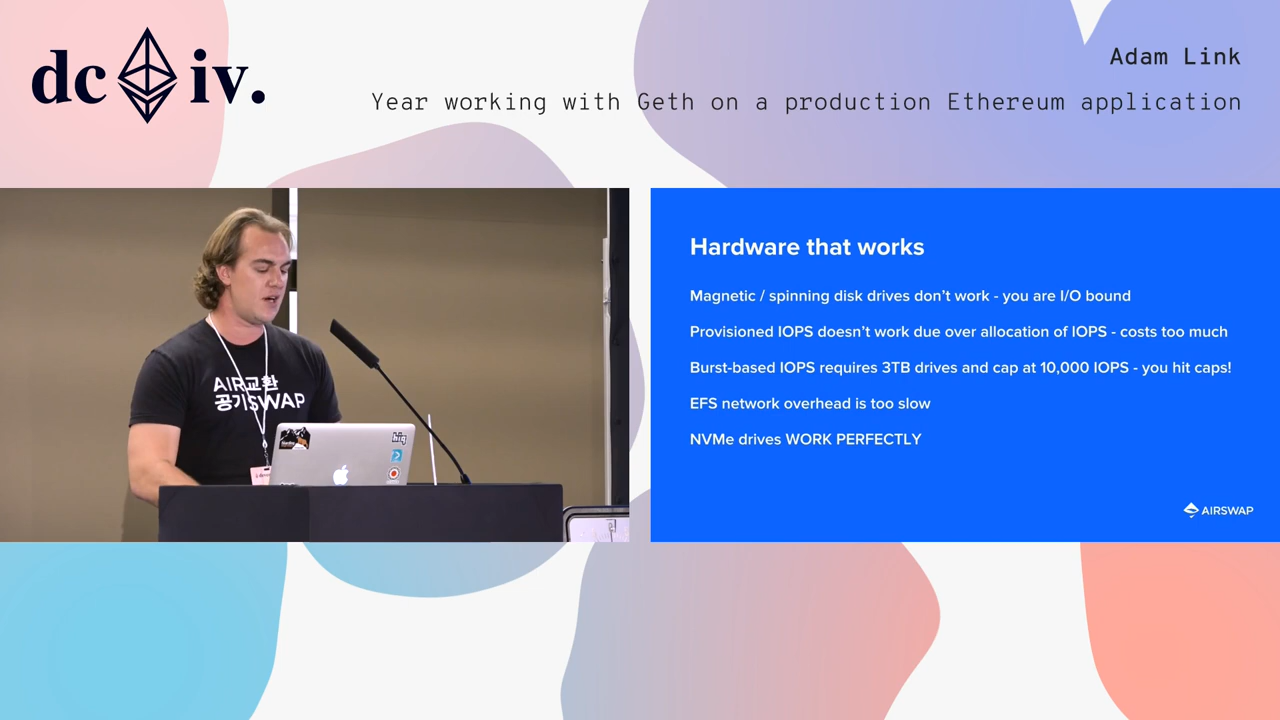 dc iv.
Adam Link
Year working with Geth on a production Ethereum application
AIR교환
공기SWAP
Hardware that works
Magnetic / spinning disk drives don’t work - you are I/O bound
Provisioned IOPS doesn’t work due over allocation of IOPS - costs too much
Burst-based IOPS requires 3TB drives and cap at 10,000 IOPS - you hit caps!
EFS network overhead is too slow
NVMe drives WORK PERFECTLY
AIRSWAP